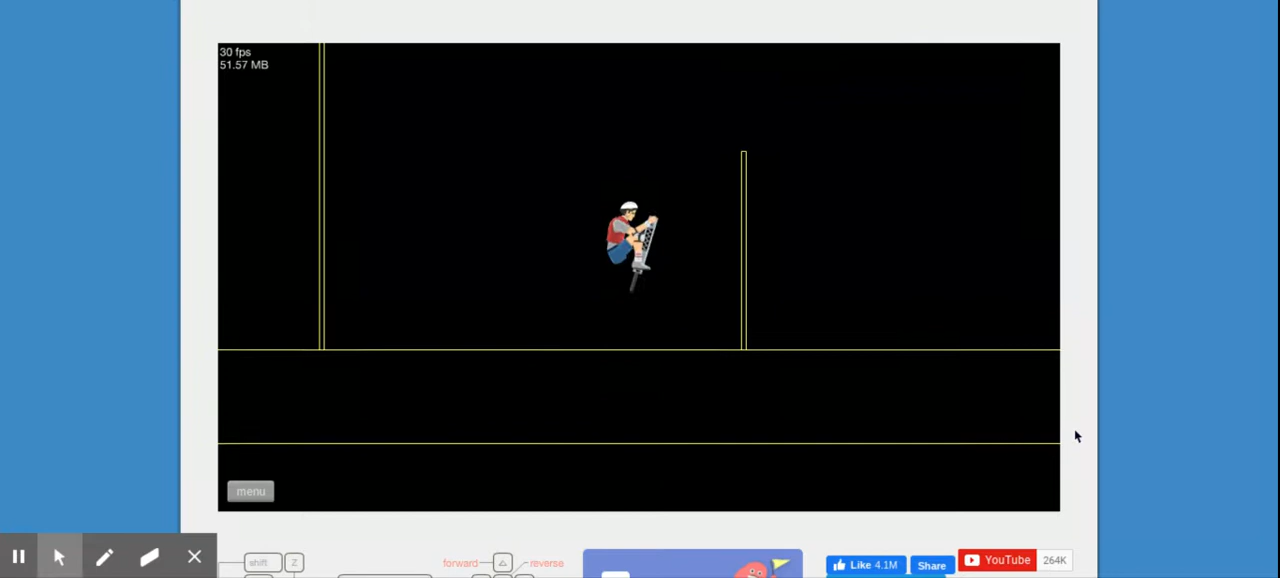 30 fps
51.57 MB
menu
shift Z
forward reverse
Like 4.1M Share YouTube 264K